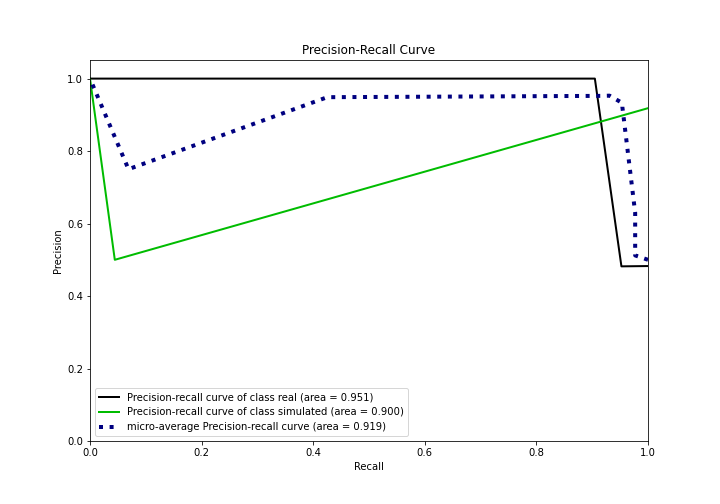 Precision-Recall Curve
1.0
0.8
0.6
0.4
0.2
0.0
Precision
Precision-recall curve of class real (area = 0.951)
Precision-recall curve of class simulated (area = 0.900)
micro-average Precision-recall curve (area = 0.919)
0.0 0.2 0.4 0.6 0.8 1.0
Recall